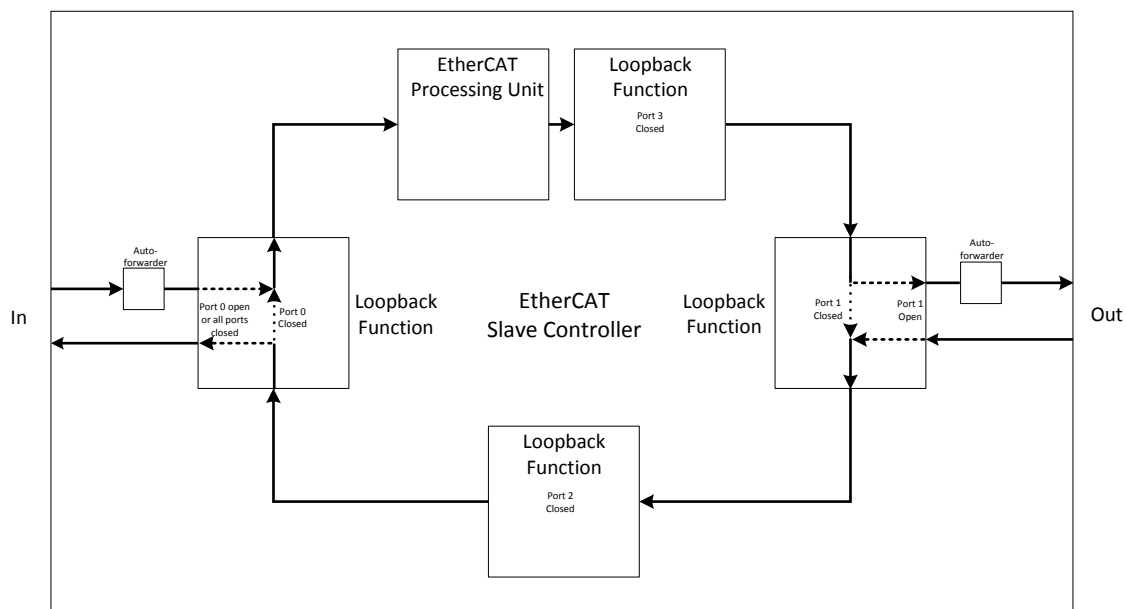 EtherCAT
Processing Unit
Loopback
Function
Port 3
Closed
Auto-
forwarder
Port 0 open
or all ports
closed
Port 0
Closed
Loopback
Function
EtherCAT
Slave Controller
Loopback
Function
Port 1
Closed
Port 1
Open
Auto-
forwarder
In
Out
Loopback
Function
Port 2
Closed